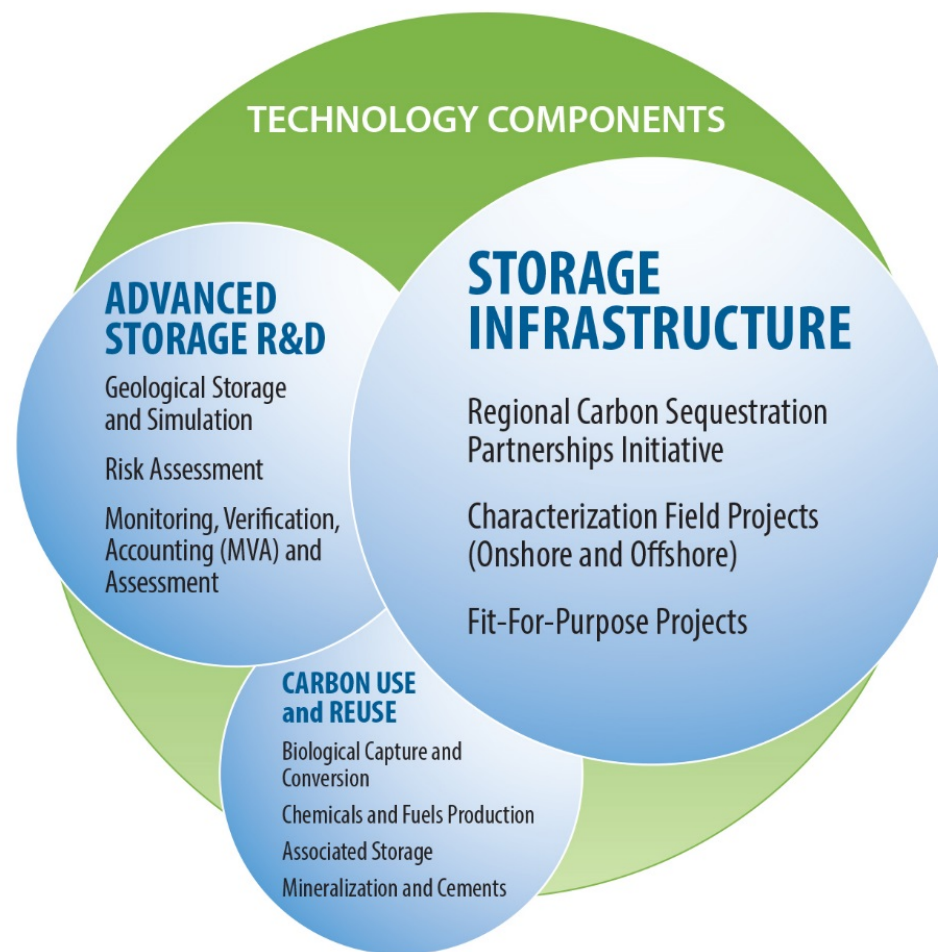 TECHNOLOGY COMPONENTS
ADVANCED
STORAGE R&D
Geological Storage
and Simulation
Risk Assessment
Monitoring, Verification,
Accounting (MVA) and
Assessment
STORAGE
INFRASTRUCTURE
Regional Carbon Sequestration
Partnerships Initiative
Characterization Field Projects
(Onshore and Offshore)
Fit-For-Purpose Projects
CARBON USE
and REUSE
Biological Capture and
Conversion
Chemicals and Fuels Production
Associated Storage
Mineralization and Cements